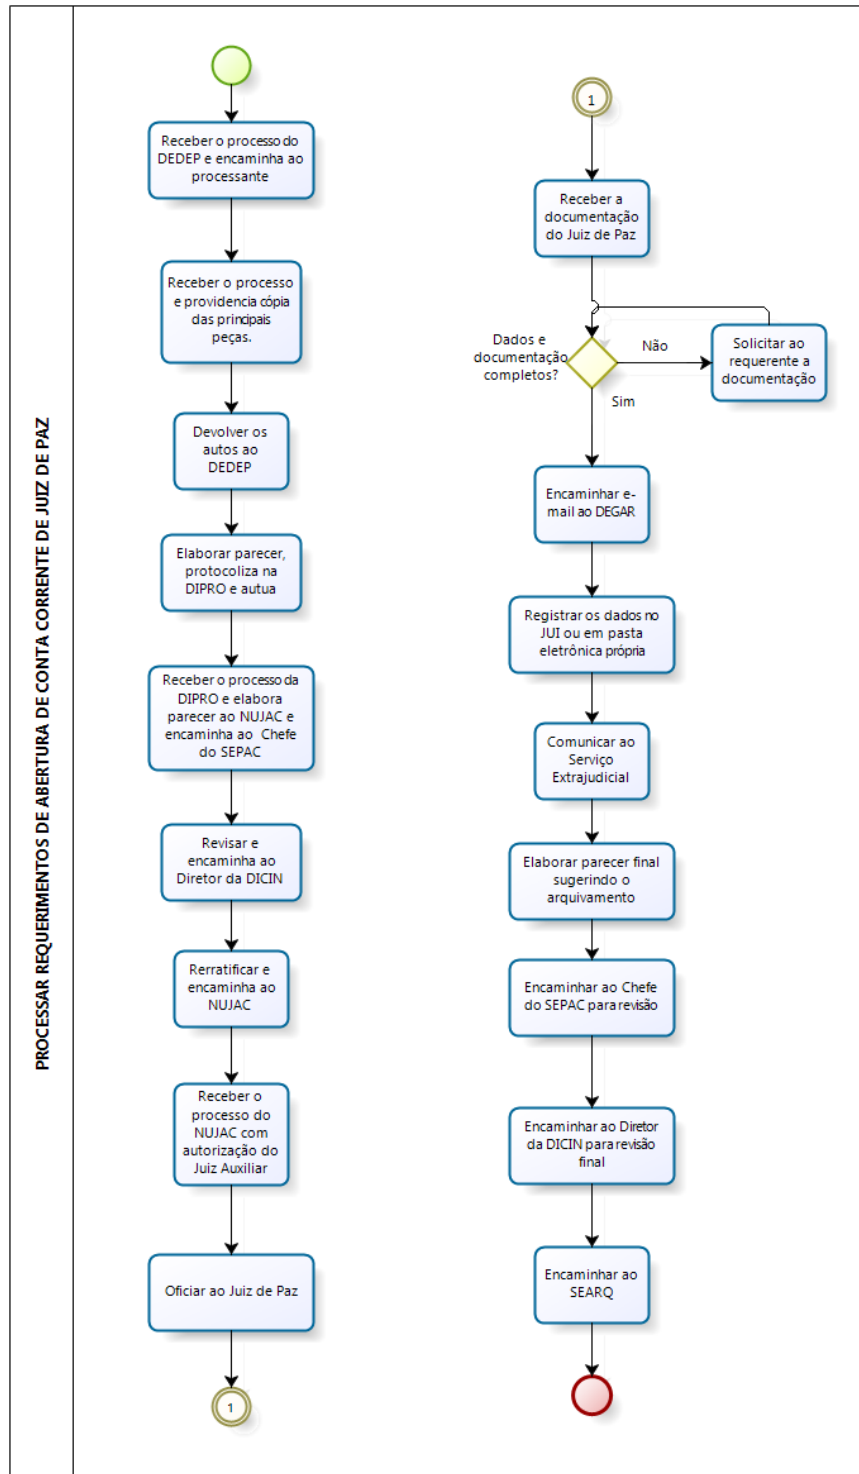 PROCESSAR REQUERIMENTOS DE ABERTURA DE CONTA CORRENTE DE JUIZ DE PAZ
Receber o processo do
DEDEP e encaminha ao
processante
Receber o processo
e providencia cópia
das principais
peças.
Devolver os
autos ao
DEDEP
Elaborar parecer,
protocoliza na
DIPRO e autua
Receber o processo da
DIPRO e elabora
parecer ao NUJAC e
encaminha ao Chefe
do SEPAC
Revisar e
encaminha ao
Diretor da DICIN
Rerratificar e
encaminha ao
NUJAC
Receber o
processo do
NUJAC com
autorização do
Juiz Auxiliar
Oficiar ao Juiz de Paz
1
1
Receber a
documentação
do Juiz de Paz
Dados e
documentação
completos?
Não
Solicitar ao
requerente a
documentação
Sim
Encaminhar e-
mail ao DEGAR
Registrar os dados no
JUI ou em pasta
eletrônica própria
Comunicar ao
Serviço
Extrajudicial
Elaborar parecer final
sugerindo o
arquivamento
Encaminhar ao Chefe
do SEPAC para revisão
Encaminhar ao Diretor
da DICIN para revisão
final
Encaminhar ao
SEARQ